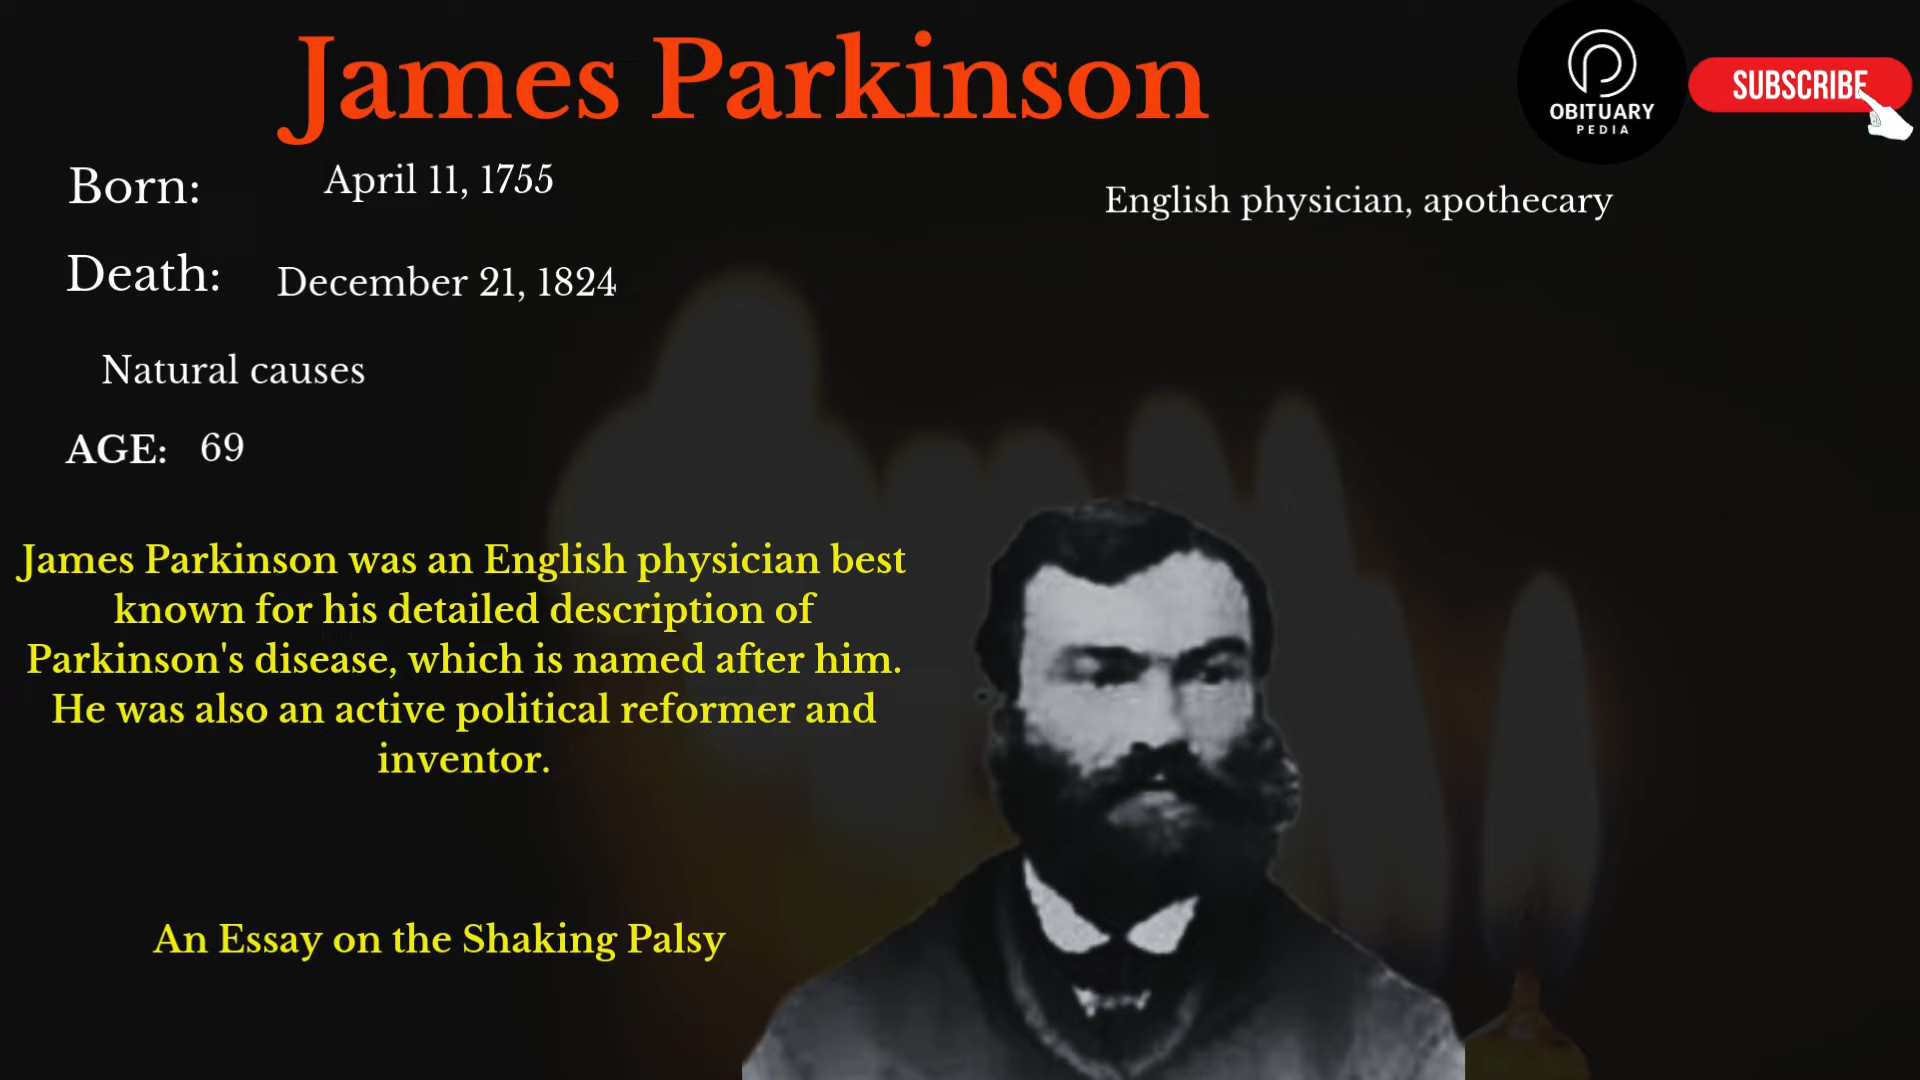 James Parkinson
OBITUARY
PEDIA
SUBSCRIBE
Born: April 11, 1755
English physician, apothecary
Death: December 21, 1824
Natural causes
AGE: 69
James Parkinson was an English physician best
known for his detailed description of
Parkinson's disease, which is named after him.
He was also an active political reformer and
inventor.
An Essay on the Shaking Palsy